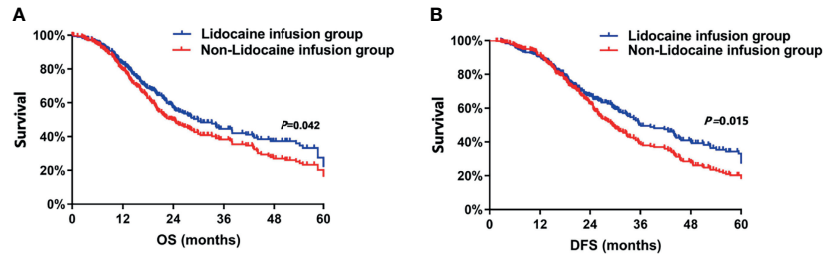 A
Lidocaine infusion group
Non-Lidocaine infusion group
100%
80%
60%
40%
20%
0%
Survival
P=0.042
0 12 24 36 48 60
OS (months)
B
Lidocaine infusion group
Non-Lidocaine infusion group
100%
80%
60%
40%
20%
0%
Survival
P=0.015
0 12 24 36 48 60
DFS (months)